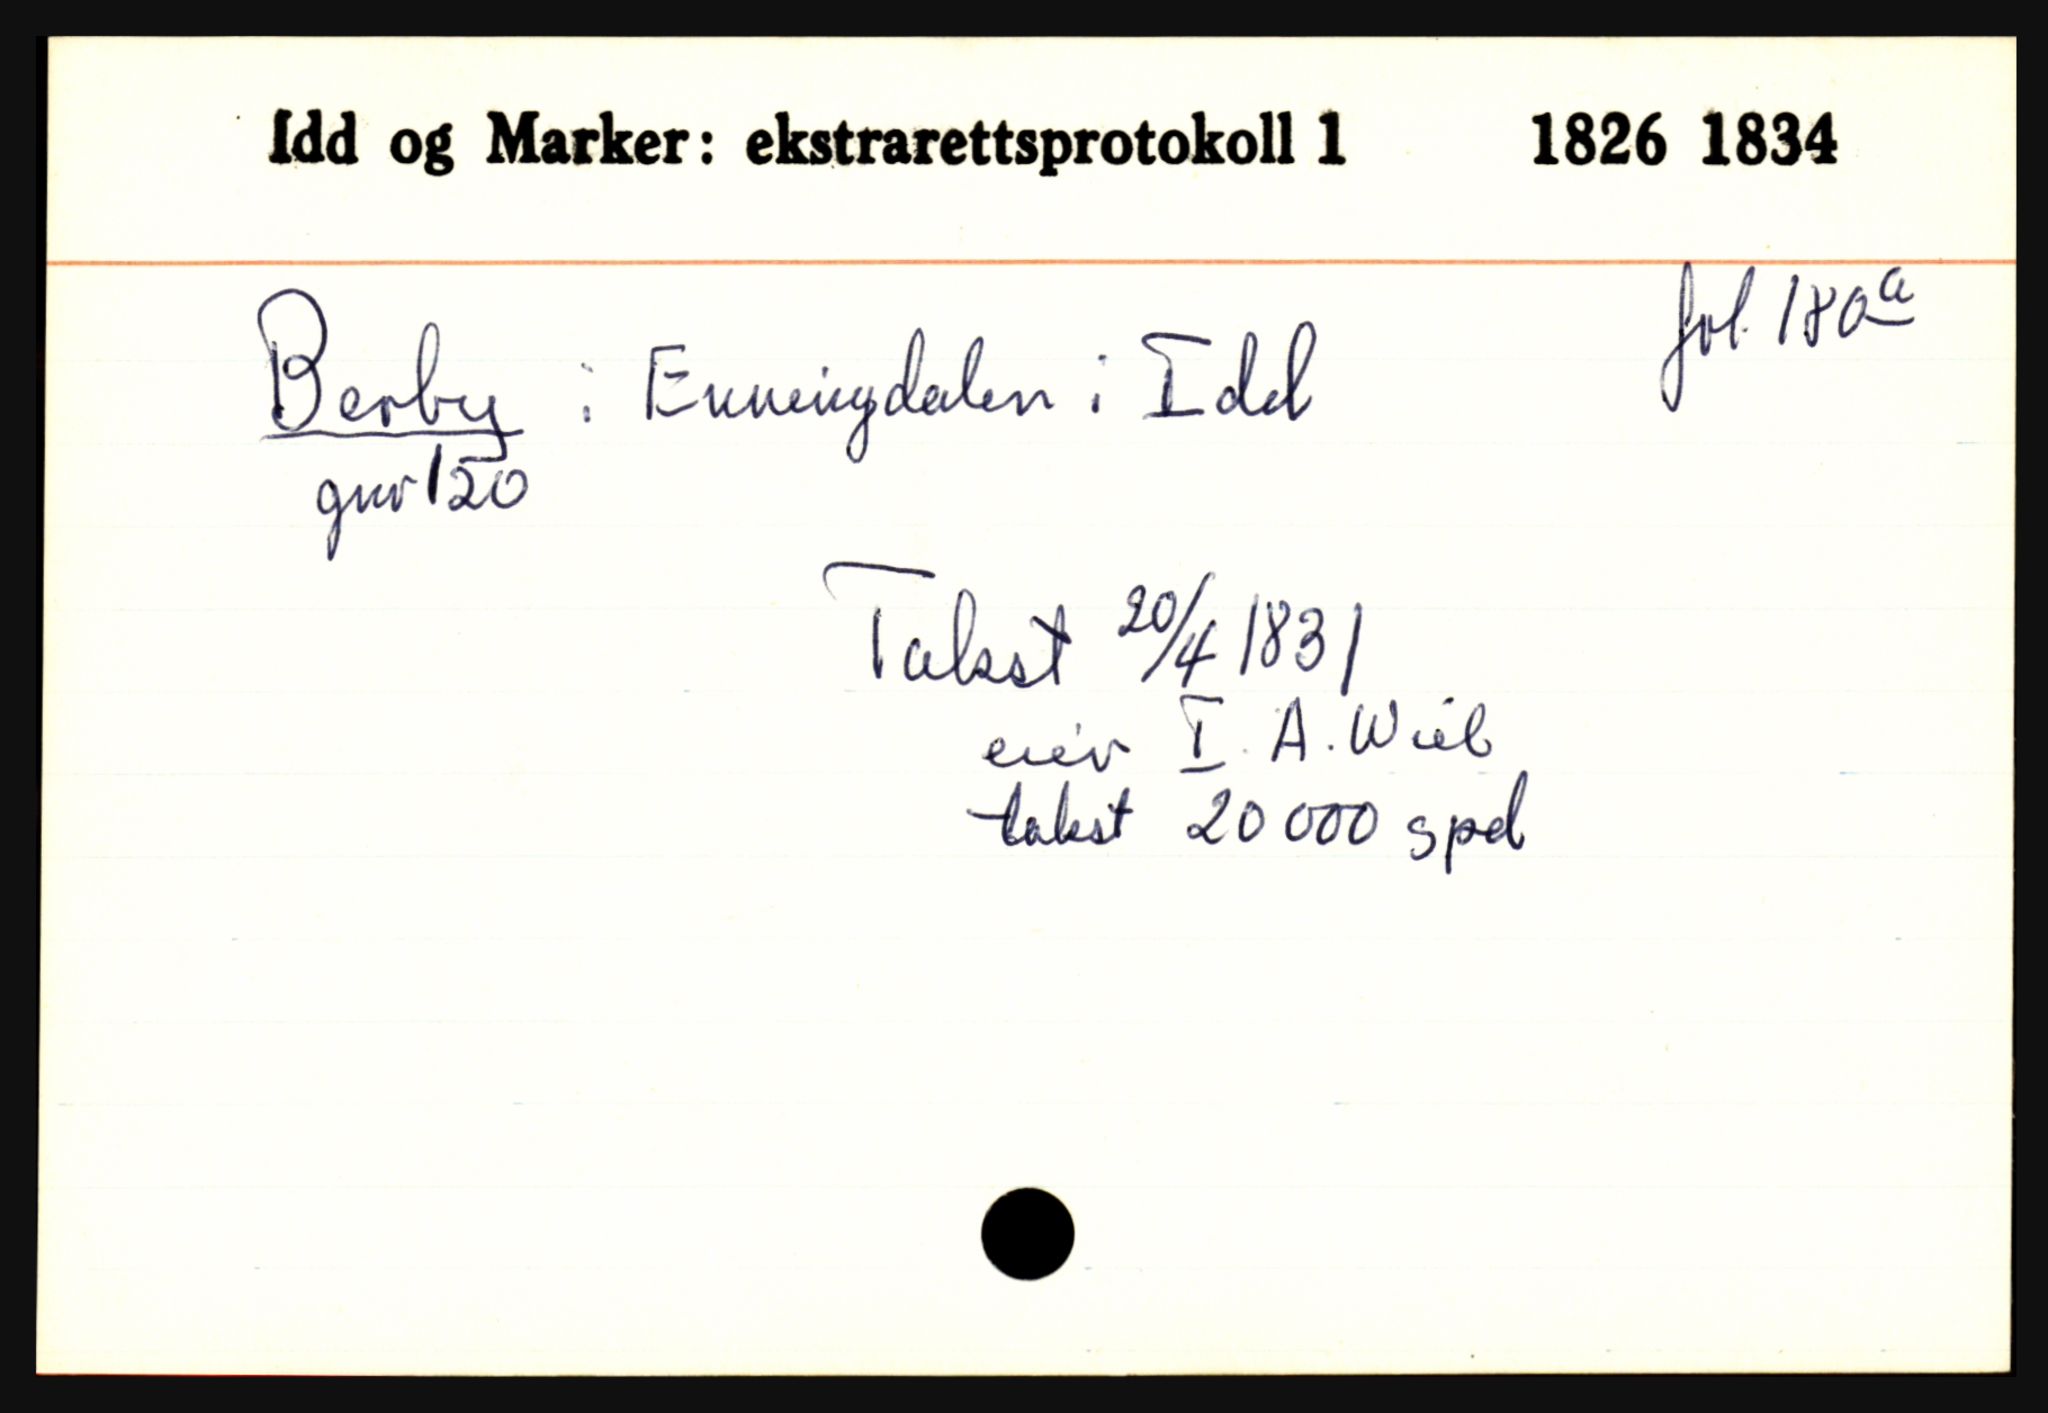 Idd og Marker: ekstrarettsprotokoll 1 1826 1834
fol. 180a
Berby i Enningdalen i Idd
gnr 120
Takst 20/4 1831
eier I. A. Wiel
takst 20 000 spd